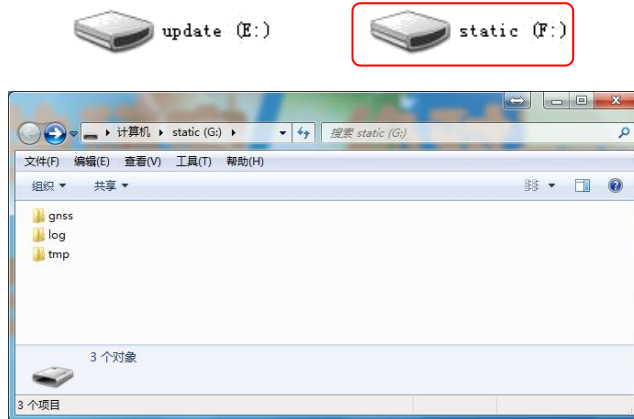 update (E:)
static (F:)
计算机 static (G:)
搜索 static (G:)
文件(F) 编辑(E) 查看(V) 工具(T) 帮助(H)
组织 共享
gnss
log
tmp
3 个对象
3 个项目